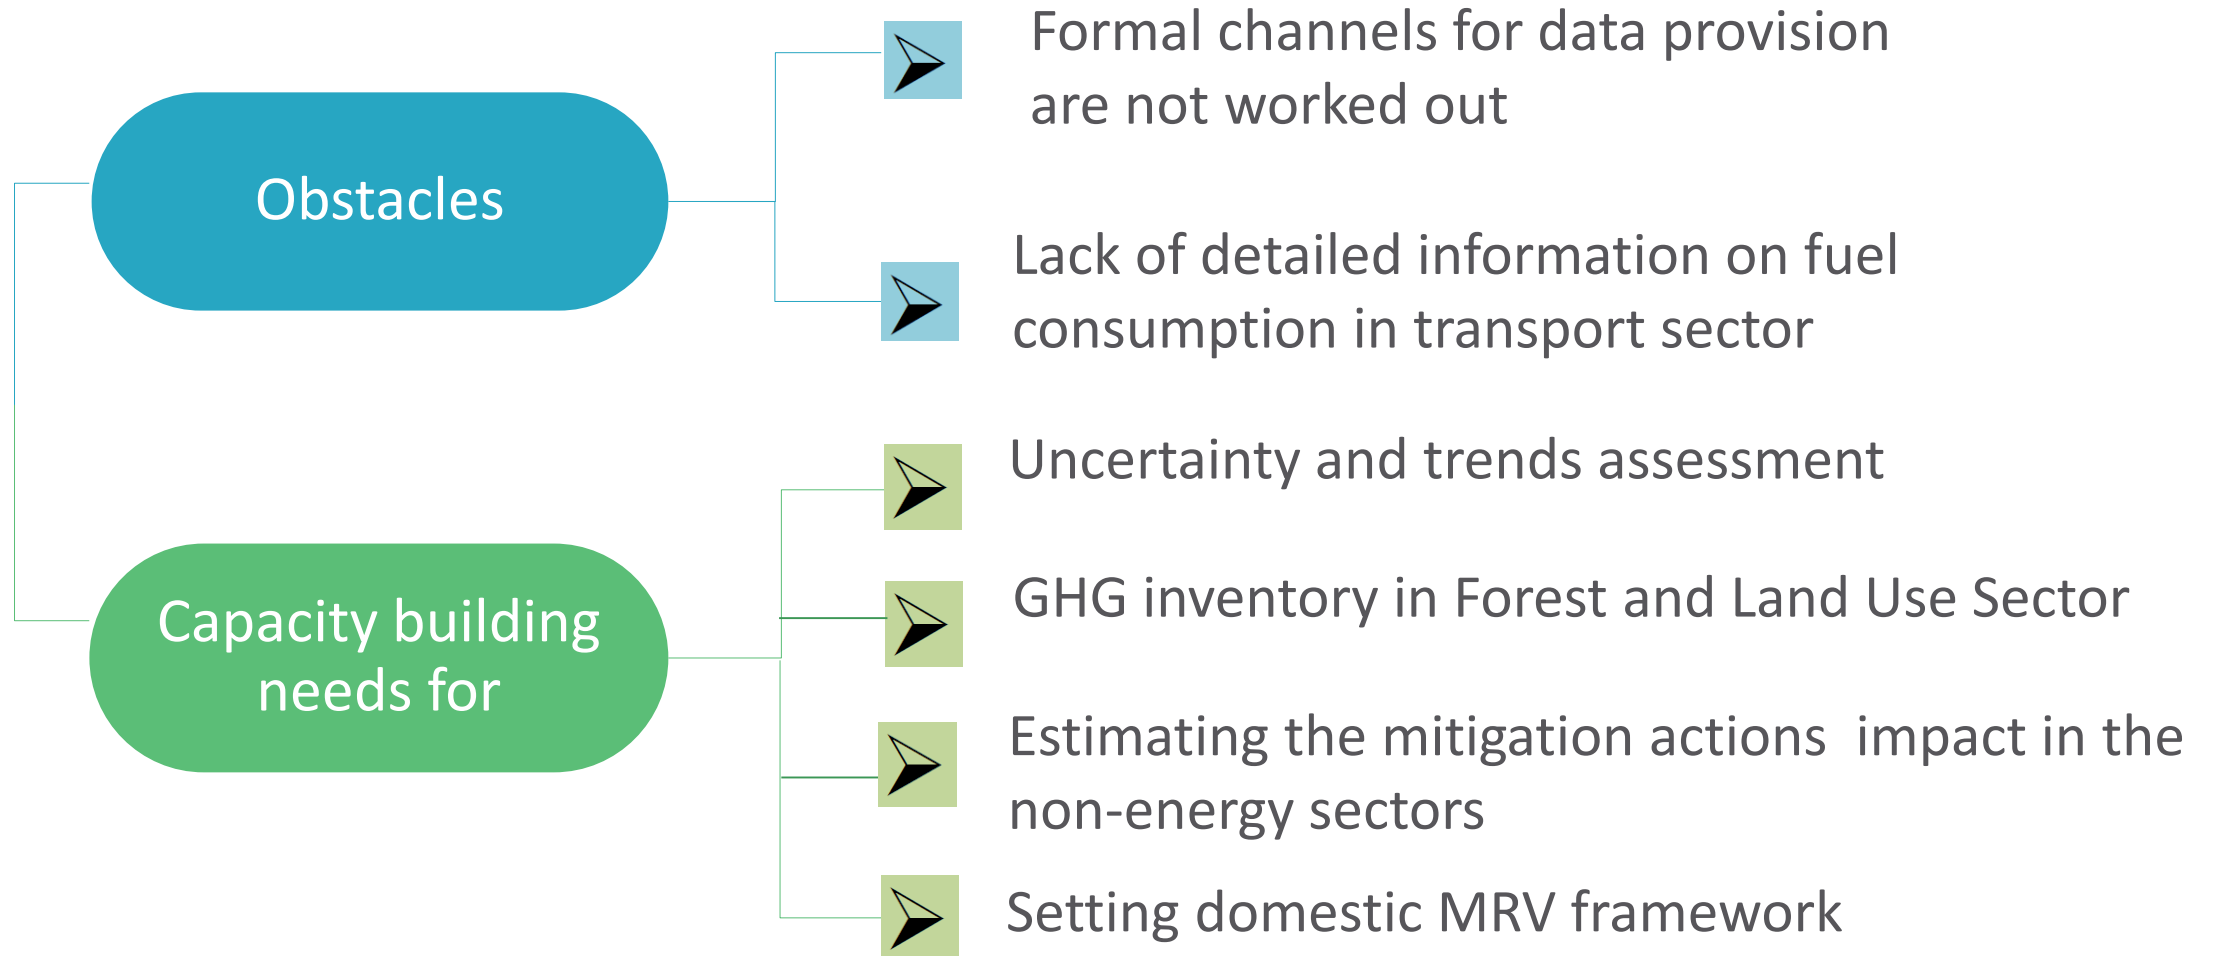 Obstacles
Formal channels for data provision
are not worked out
Lack of detailed information on fuel
consumption in transport sector
Capacity building
needs for
Uncertainty and trends assessment
GHG inventory in Forest and Land Use Sector
Estimating the mitigation actions  impact in the
non-energy sectors
Setting domestic MRV framework